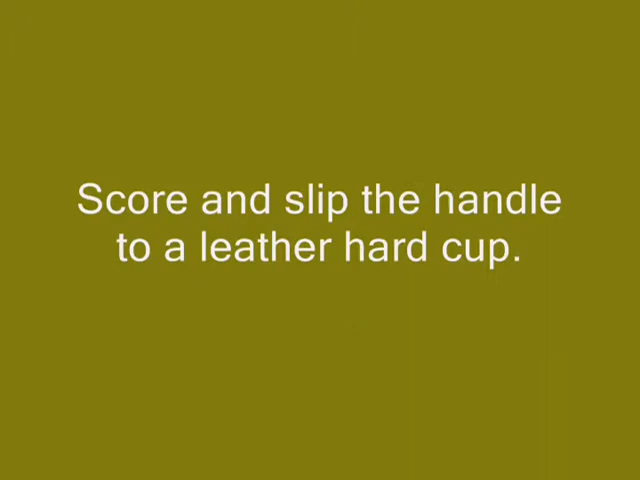 Score and slip the handle
to a leather hard cup.